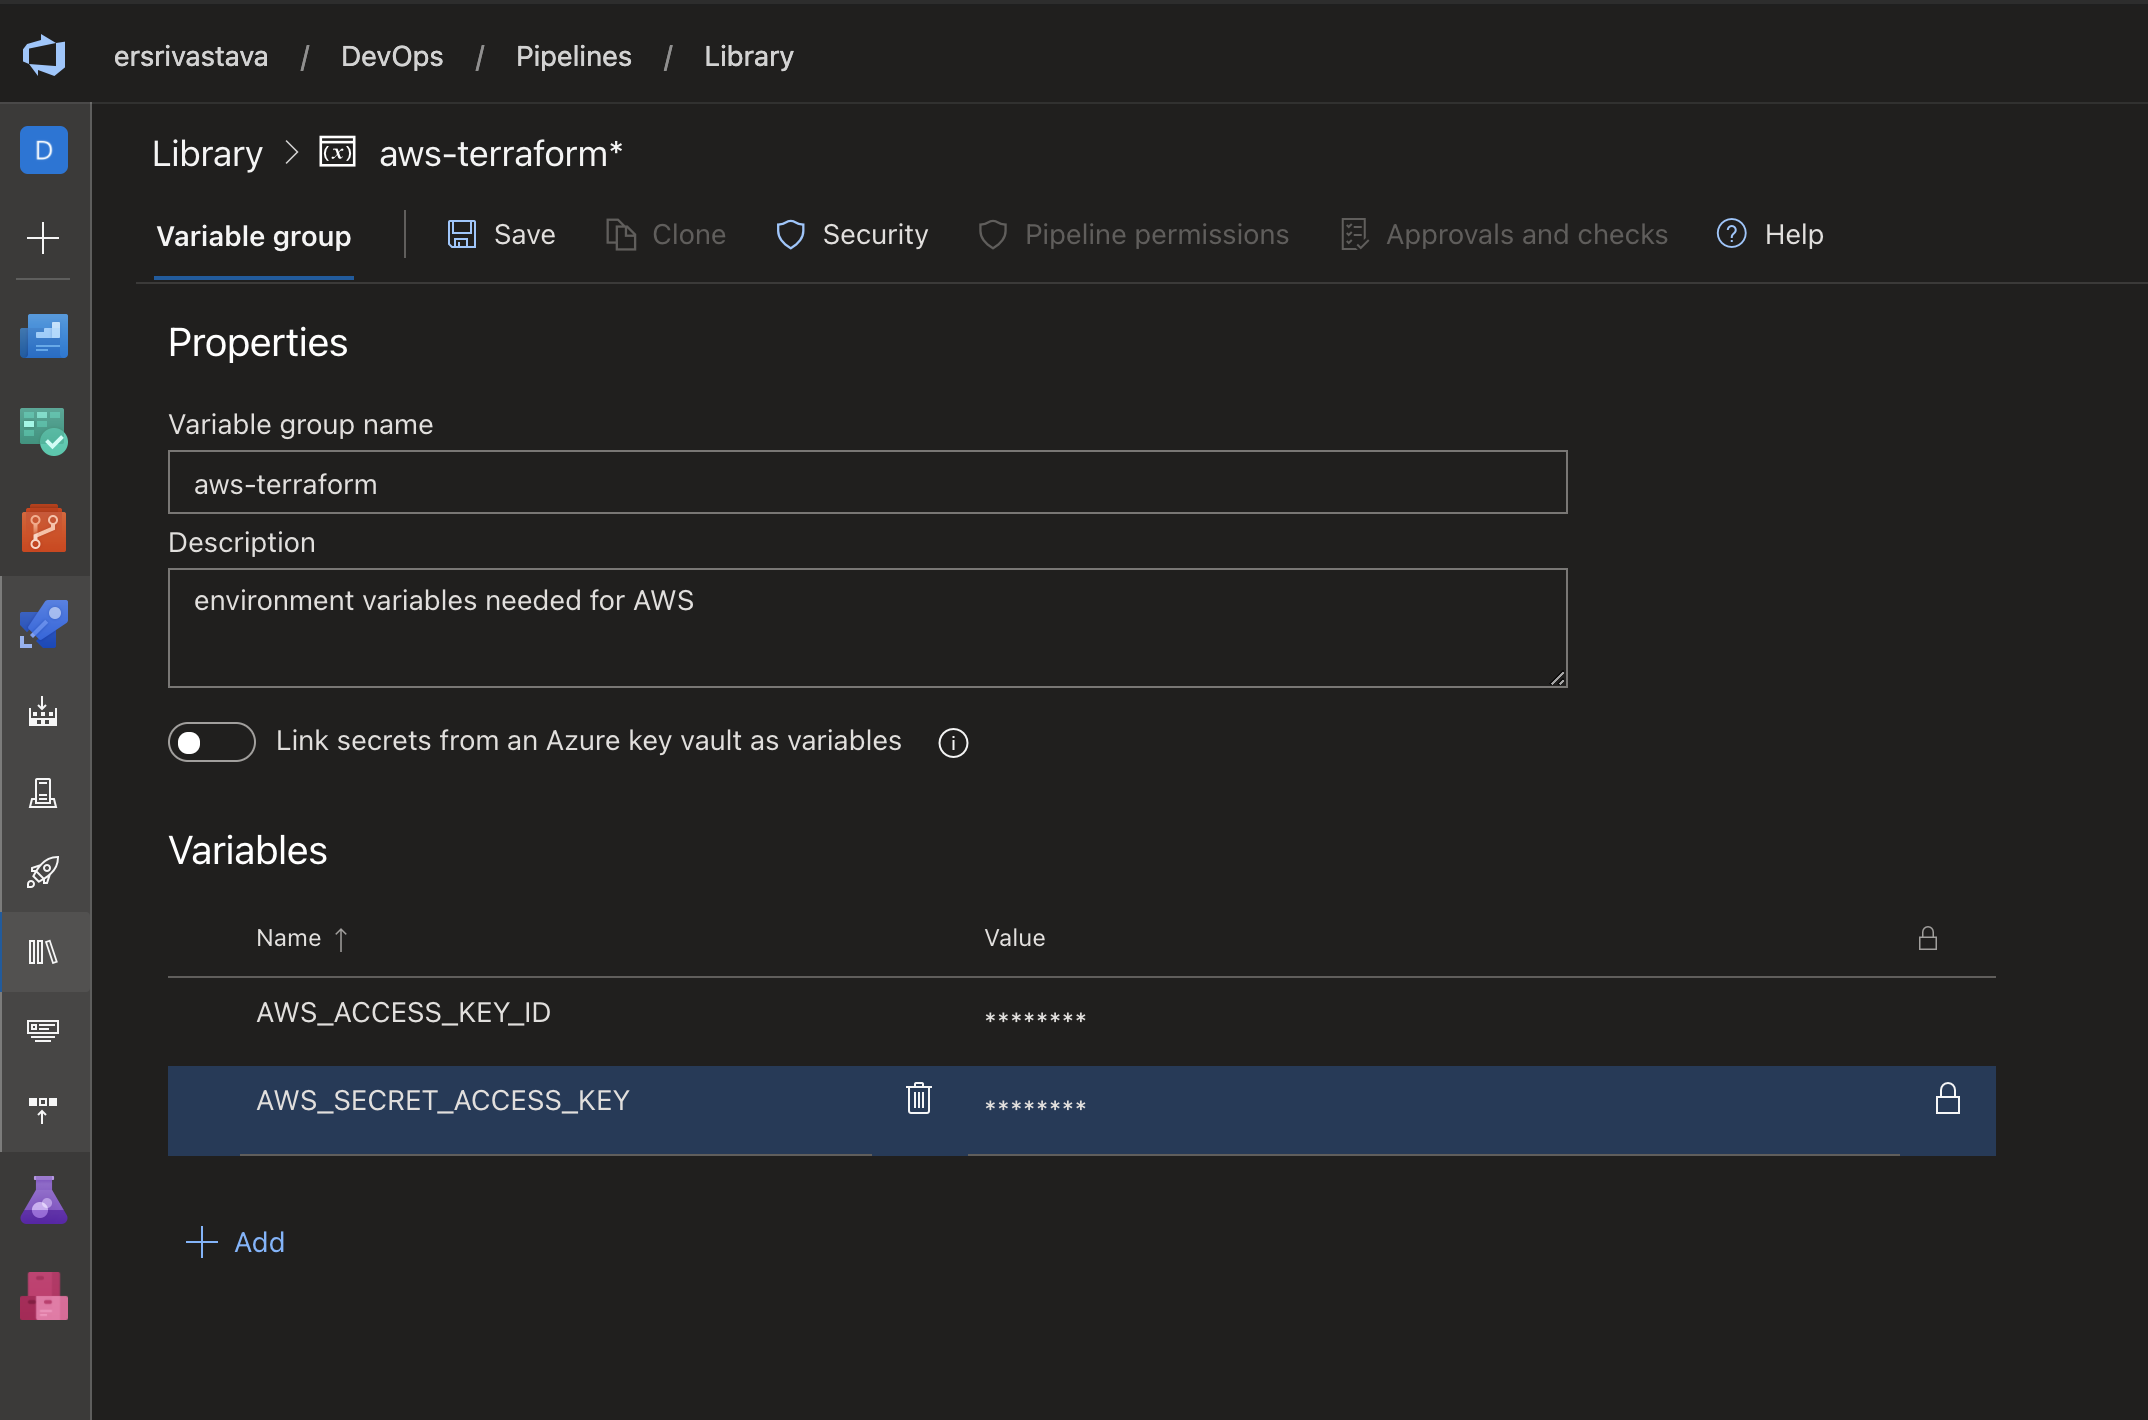 ersrivastava / DevOps / Pipelines / Library
D
Library > (x) aws-terraform*
Variable group Save Clone Security Pipeline permissions Approvals and checks ? Help
Properties
Variable group name
aws-terraform
Description
environment variables needed for AWS
Link secrets from an Azure key vault as variables i
Variables
Name ↑ Value
AWS_ACCESS_KEY_ID ********
AWS_SECRET_ACCESS_KEY ********
+ Add